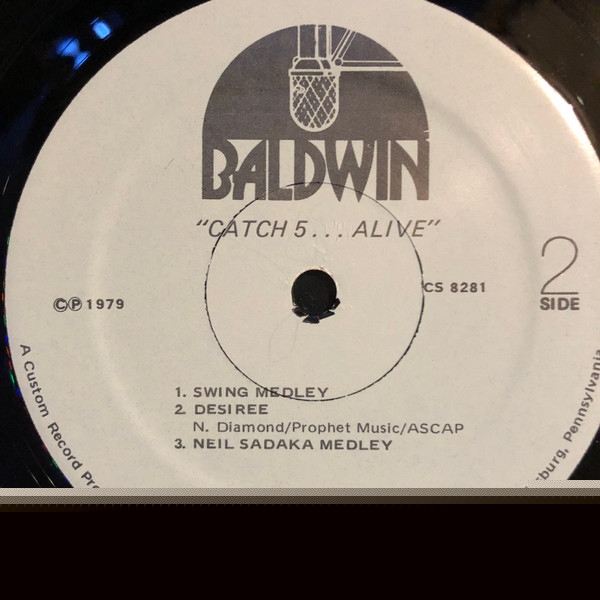 BALDWIN
"CATCH 5... ALIVE"
CS 8281
2
SIDE
©℗ 1979
1. SWING MEDLEY
2. DESIREE
N. Diamond/Prophet Music/ASCAP
3. NEIL SADAKA MEDLEY
A Custom Record
Pennsylvania